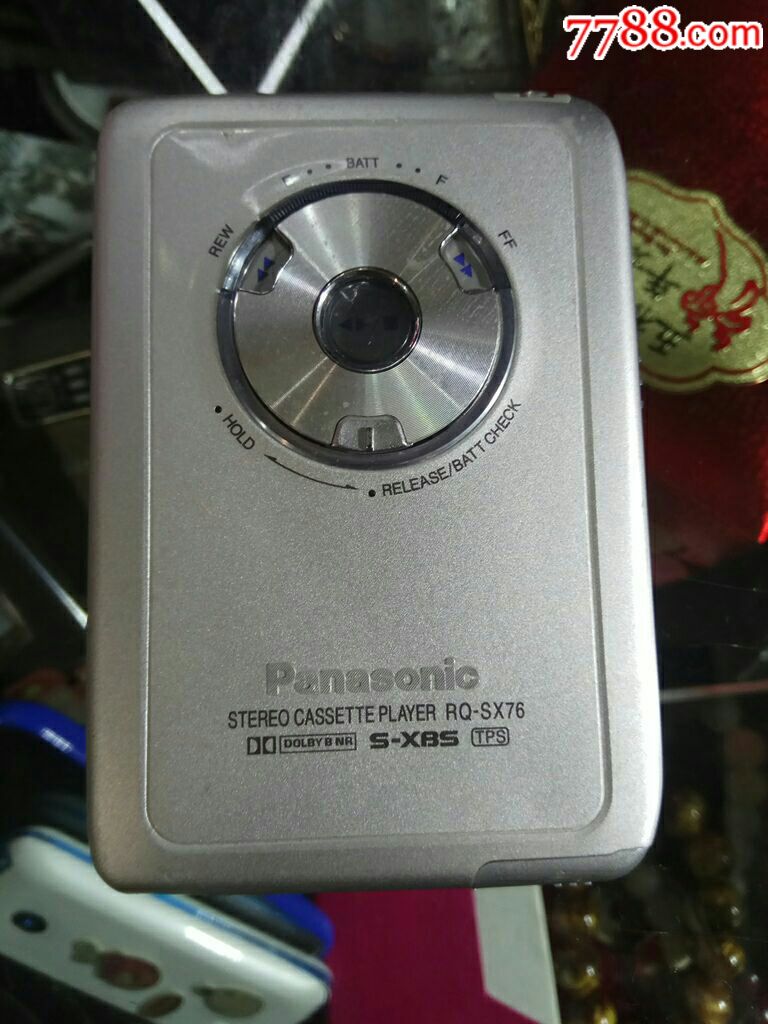 7788.com
BATT
E • • • • F
REW
FF
• HOLD
• RELEASE/BATT CHECK
Panasonic
STEREO CASSETTE PLAYER RQ-SX76
DOLBY B NR S-XBS TPS